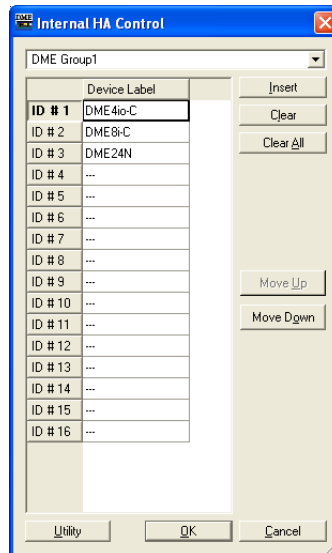 DME Internal HA Control
DME Group1
Device Label
Insert
ID # 1 DME4io-C
Clear
ID # 2 DME8i-C
Clear All
ID # 3 DME24N
ID # 4 ---
ID # 5 ---
ID # 6 ---
ID # 7 ---
ID # 8 ---
ID # 9 ---
Move Up
ID # 10 ---
Move Down
ID # 11 ---
ID # 12 ---
ID # 13 ---
ID # 14 ---
ID # 15 ---
ID # 16 ---
Utility OK Cancel